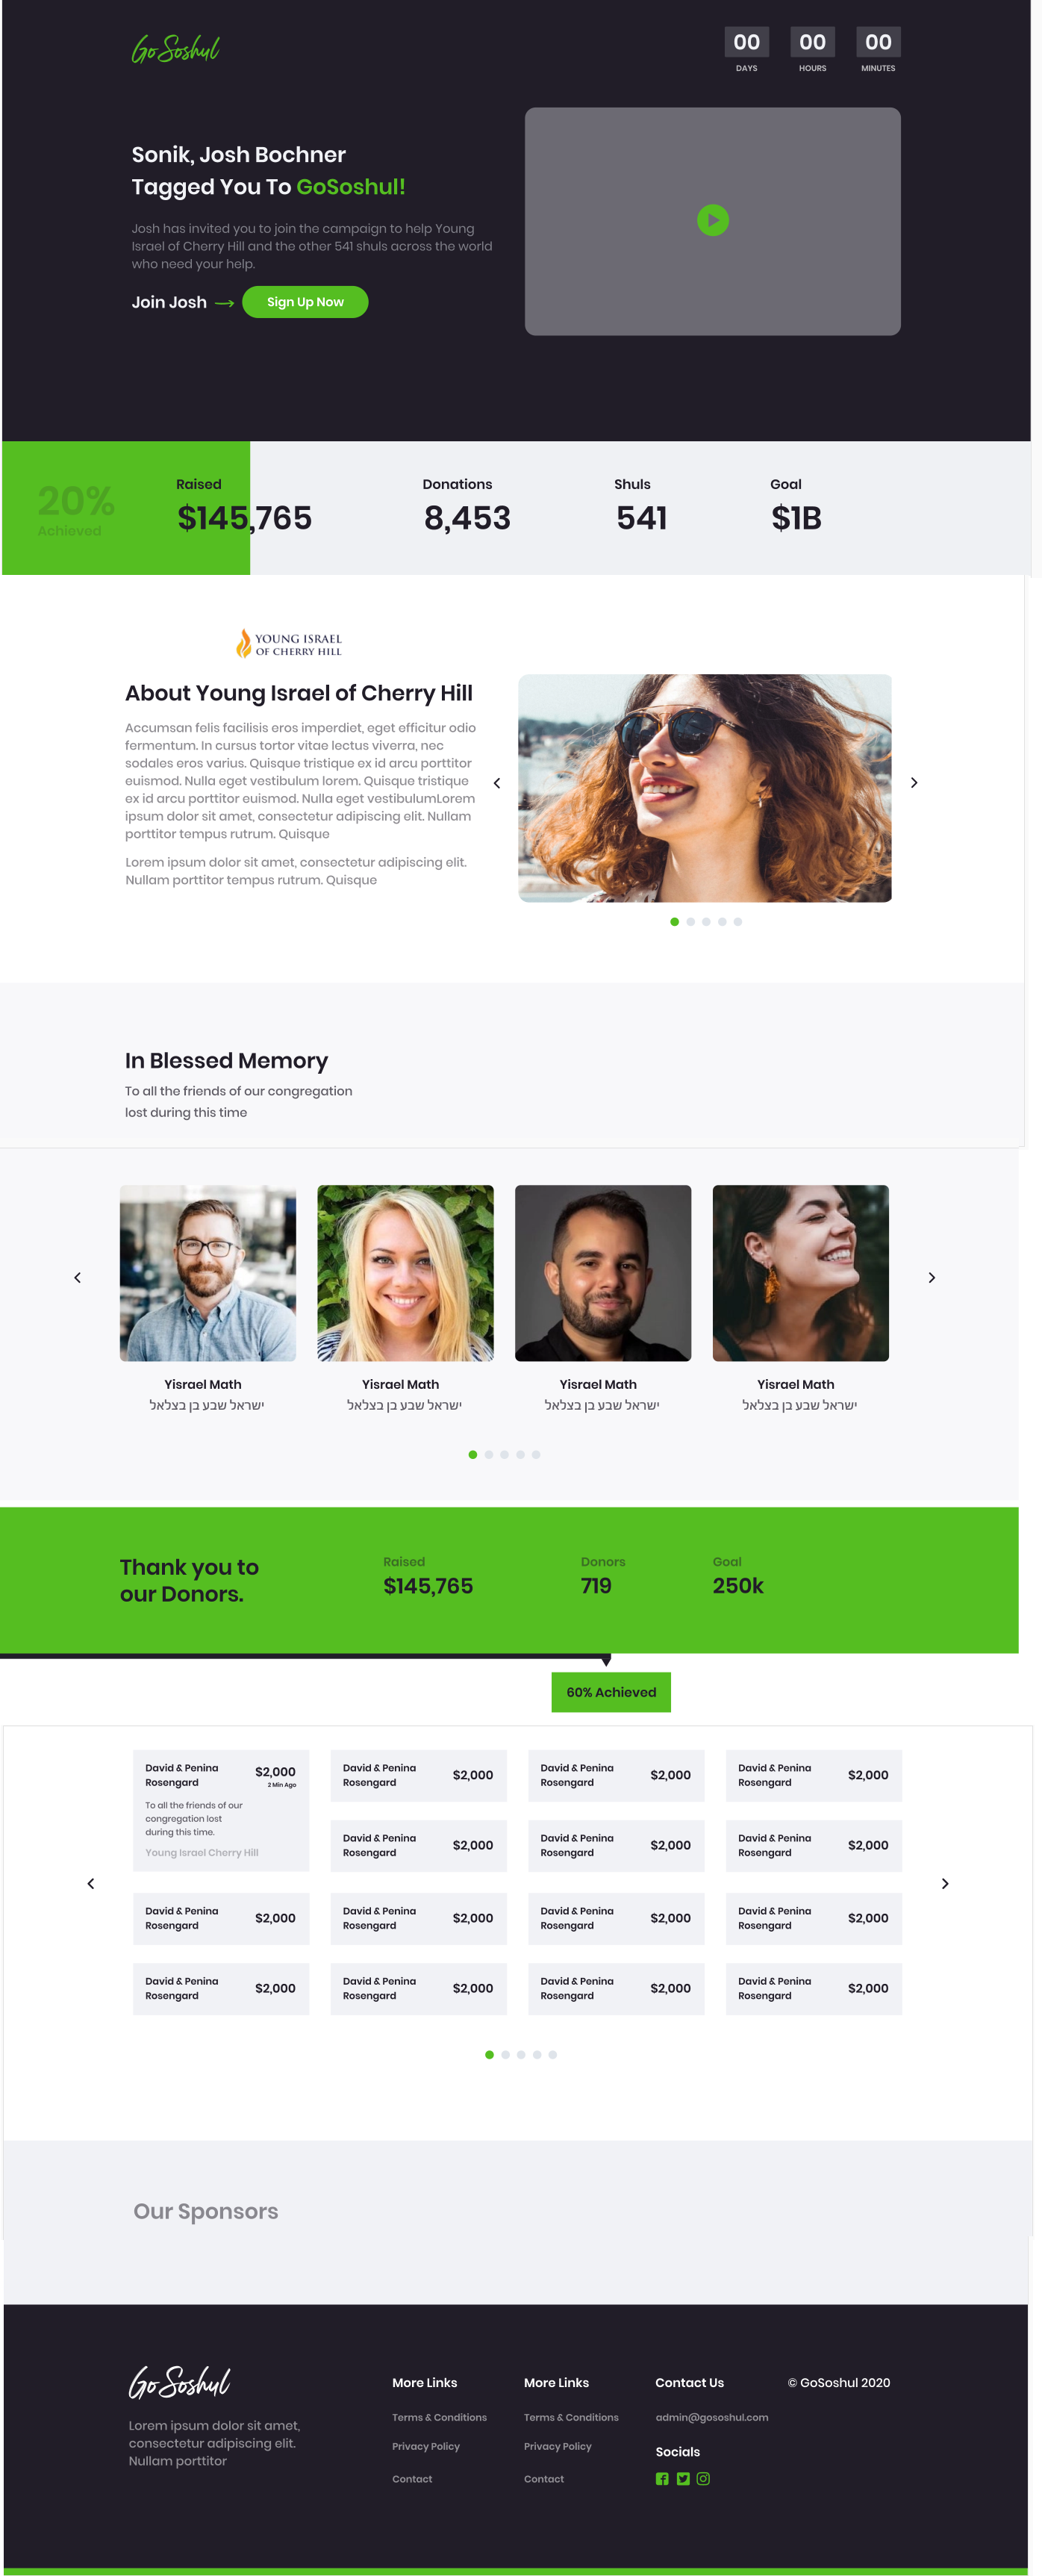 Go Soshul
00 00 00
DAYS HOURS MINUTES
Sonik, Josh Bochner
Tagged You To GoSoshul!
Josh has invited you to join the campaign to help Young
Israel of Cherry Hill and the other 541 shuls across the world
who need your help.
Join Josh Sign Up Now
20%
Achieved
Raised
$145,765
Donations
8,453
Shuls
541
Goal
$1B
YOUNG ISRAEL
OF CHERRY HILL
About Young Israel of Cherry Hill
Accumsan felis facilisis eros imperdiet, eget efficitur odio
fermentum. In cursus tortor vitae lectus viverra, nec
sodales eros varius. Quisque tristique ex id arcu porttitor
euismod. Nulla eget vestibulum lorem. Quisque tristique
ex id arcu porttitor euismod. Nulla eget vestibulumLorem
ipsum dolor sit amet, consectetur adipiscing elit. Nullam
porttitor tempus rutrum. Quisque
Lorem ipsum dolor sit amet, consectetur adipiscing elit.
Nullam porttitor tempus rutrum. Quisque
In Blessed Memory
To all the friends of our congregation
lost during this time
Yisrael Math
ישראל שבע בן בצלאל
Yisrael Math
ישראל שבע בן בצלאל
Yisrael Math
ישראל שבע בן בצלאל
Yisrael Math
ישראל שבע בן בצלאל
Thank you to
our Donors.
Raised
$145,765
Donors
719
Goal
250k
60% Achieved
David & Penina
Rosengard
$2,000
2 Min Ago
To all the friends of our
congregation lost
during this time.
Young Israel Cherry Hill
David & Penina
Rosengard
$2,000
David & Penina
Rosengard
$2,000
David & Penina
Rosengard
$2,000
David & Penina
Rosengard
$2,000
David & Penina
Rosengard
$2,000
David & Penina
Rosengard
$2,000
David & Penina
Rosengard
$2,000
David & Penina
Rosengard
$2,000
David & Penina
Rosengard
$2,000
David & Penina
Rosengard
$2,000
David & Penina
Rosengard
$2,000
David & Penina
Rosengard
$2,000
David & Penina
Rosengard
$2,000
David & Penina
Rosengard
$2,000
Our Sponsors
Go Soshul
Lorem ipsum dolor sit amet,
consectetur adipiscing elit.
Nullam porttitor
More Links
Terms & Conditions
Privacy Policy
Contact
More Links
Terms & Conditions
Privacy Policy
Contact
Contact Us
admin@gososhul.com
Socials
© GoSoshul 2020